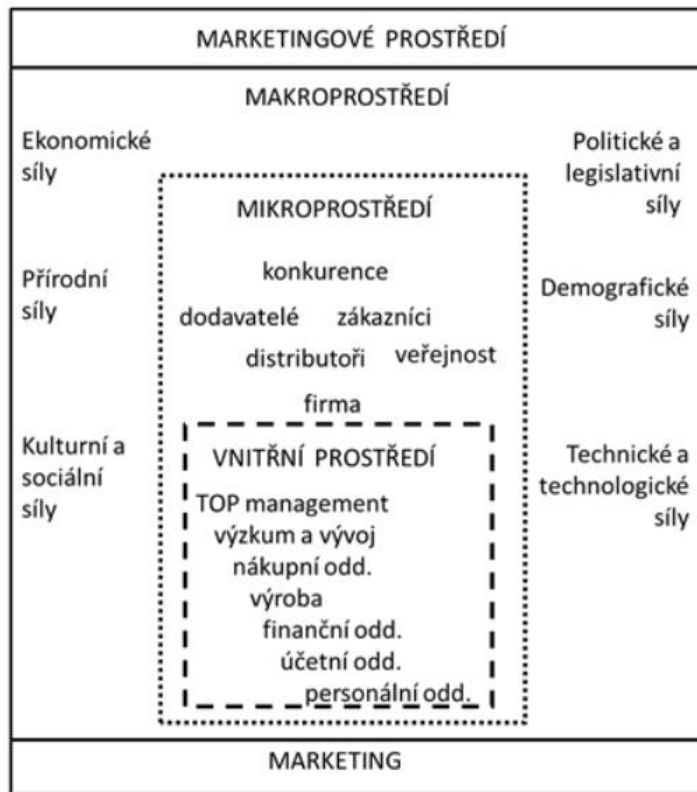 MARKETINGOVÉ PROSTŘEDÍ
MAKROPROSTŘEDÍ
Ekonomické
síly
Přírodní
síly
Kulturní a
sociální
síly
MIKROPROSTŘEDÍ
konkurence
dodavatelé zákazníci
distributoři veřejnost
firma
VNITŘNÍ PROSTŘEDÍ
TOP management
výzkum a vývoj
nákupní odd.
výroba
finanční odd.
účetní odd.
personální odd.
Politické a
legislativní
síly
Demografické
síly
Technické a
technologické
síly
MARKETING